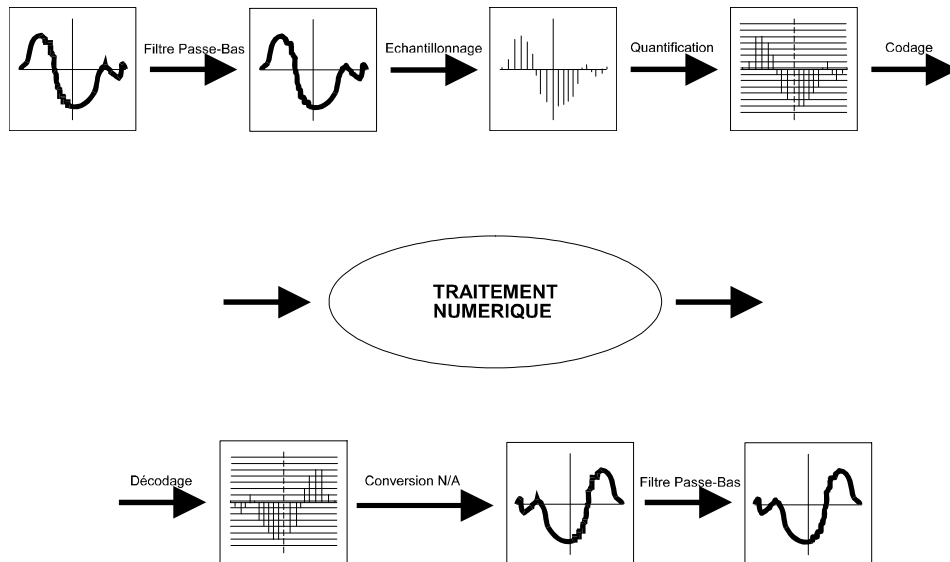 Filtre Passe-Bas
Echantillonnage
Quantification
Codage
TRAITEMENT
NUMERIQUE
Décodage
Conversion N/A
Filtre Passe-Bas